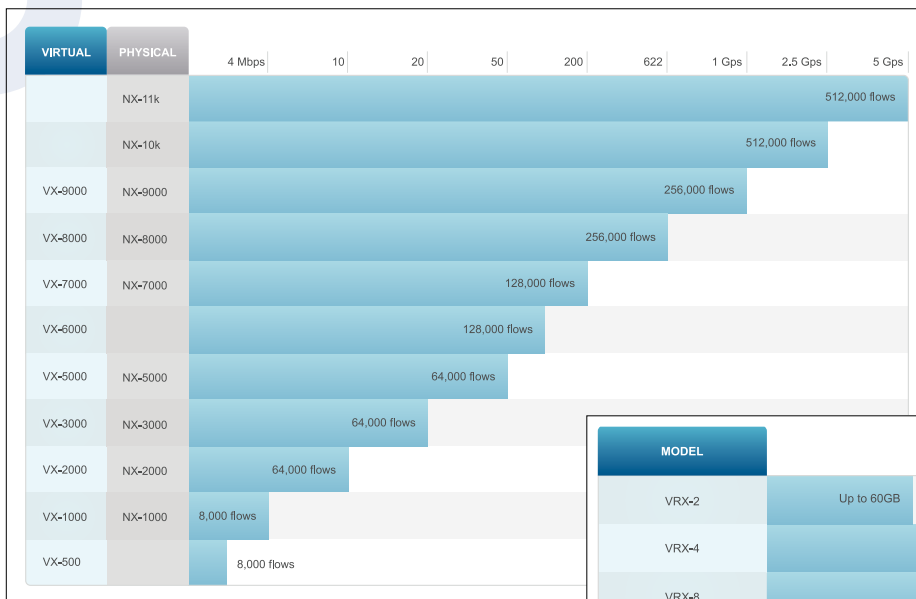 VIRTUAL PHYSICAL 4 Mbps 10 20 50 200 622 1 Gps 2.5 Gps 5 Gps
NX-11k 512,000 flows
NX-10k 512,000 flows
VX-9000 NX-9000 256,000 flows
VX-8000 NX-8000 256,000 flows
VX-7000 NX-7000 128,000 flows
VX-6000 128,000 flows
VX-5000 NX-5000 64,000 flows
VX-3000 NX-3000 64,000 flows
VX-2000 NX-2000 64,000 flows
VX-1000 NX-1000 8,000 flows
VX-500 8,000 flows
MODEL
VRX-2 Up to 60GB
VRX-4
VRX-8